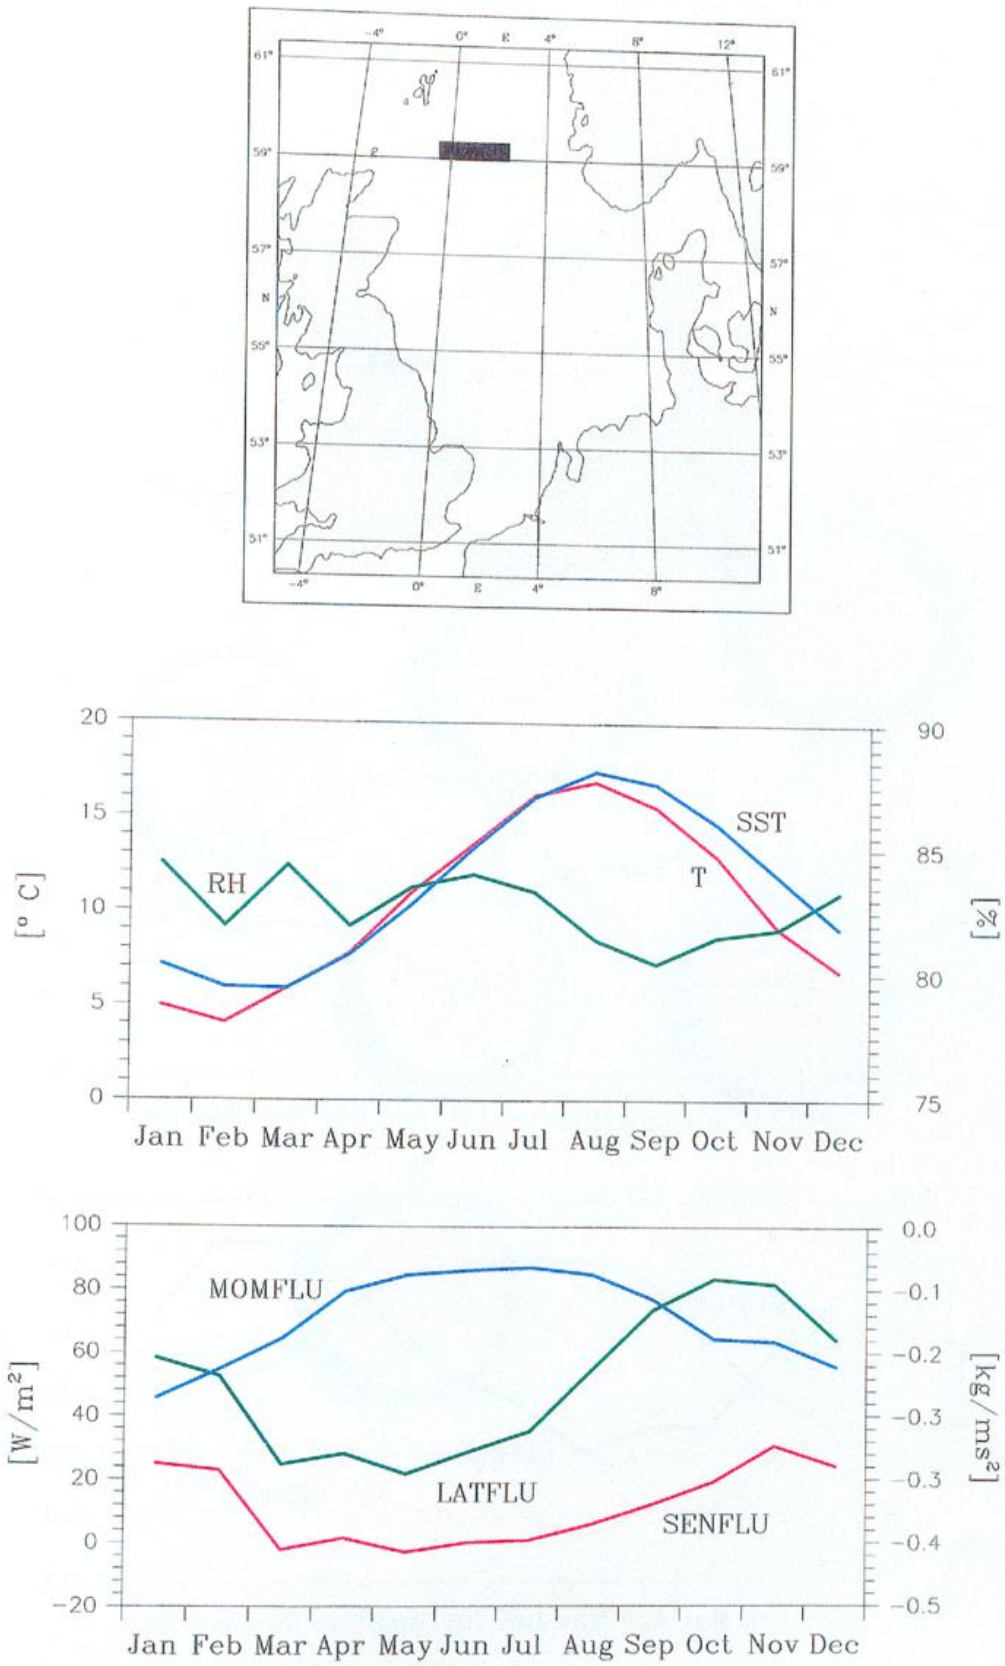 -4° 0° E 4° 8° 12°
61° 61°
59° 59°
57° 57°
N N
55° 55°
53° 53°
51° 51°
-4° 0° E 4° 8°
20 90
15 SST
85
RH T
[° C] 10 [%]
5 80
0 75
Jan Feb Mar Apr May Jun Jul Aug Sep Oct Nov Dec
100 0.0
80 MOMFLU -0.1
60 -0.2
[W/m²] [kg/ms²]
40 -0.3
20 LATFLU -0.3
SENFLU
0 -0.4
-20 -0.5
Jan Feb Mar Apr May Jun Jul Aug Sep Oct Nov Dec